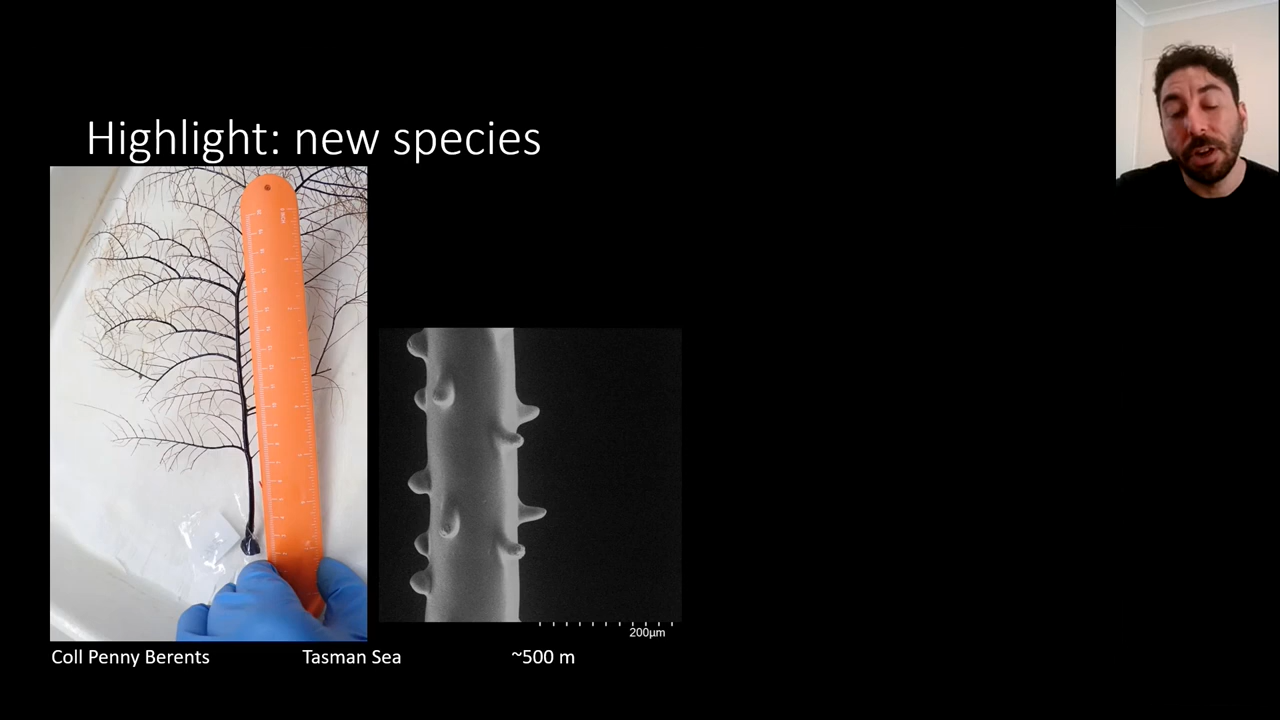 Highlight: new species
200µm
Coll Penny Berents
Tasman Sea
~500 m